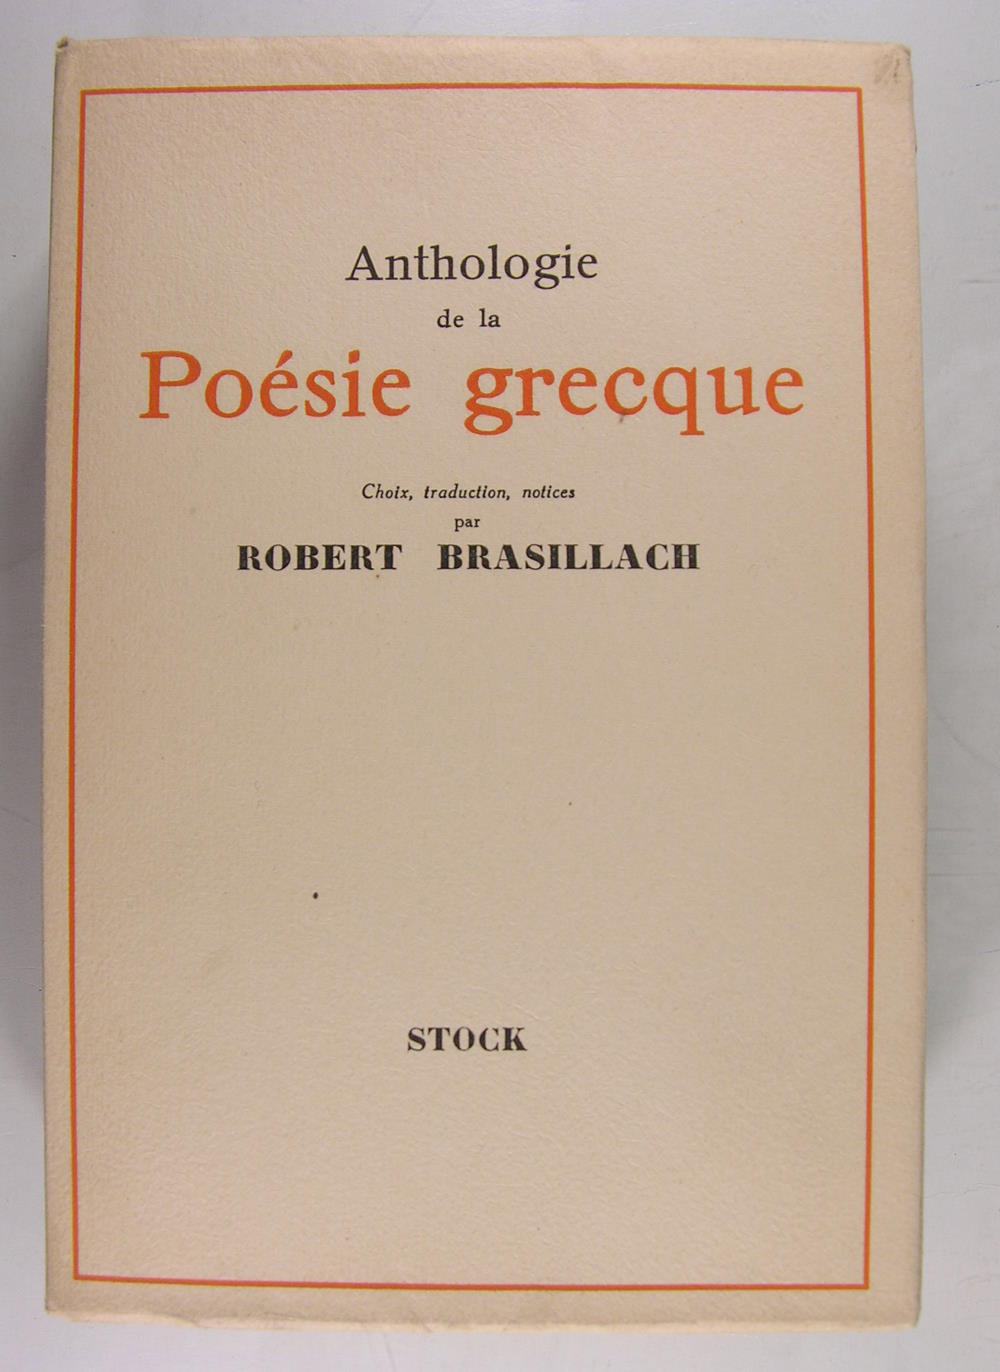 Anthologie
de la
Poésie grecque
Choix, traduction, notices
par
ROBERT BRASILLACH
STOCK